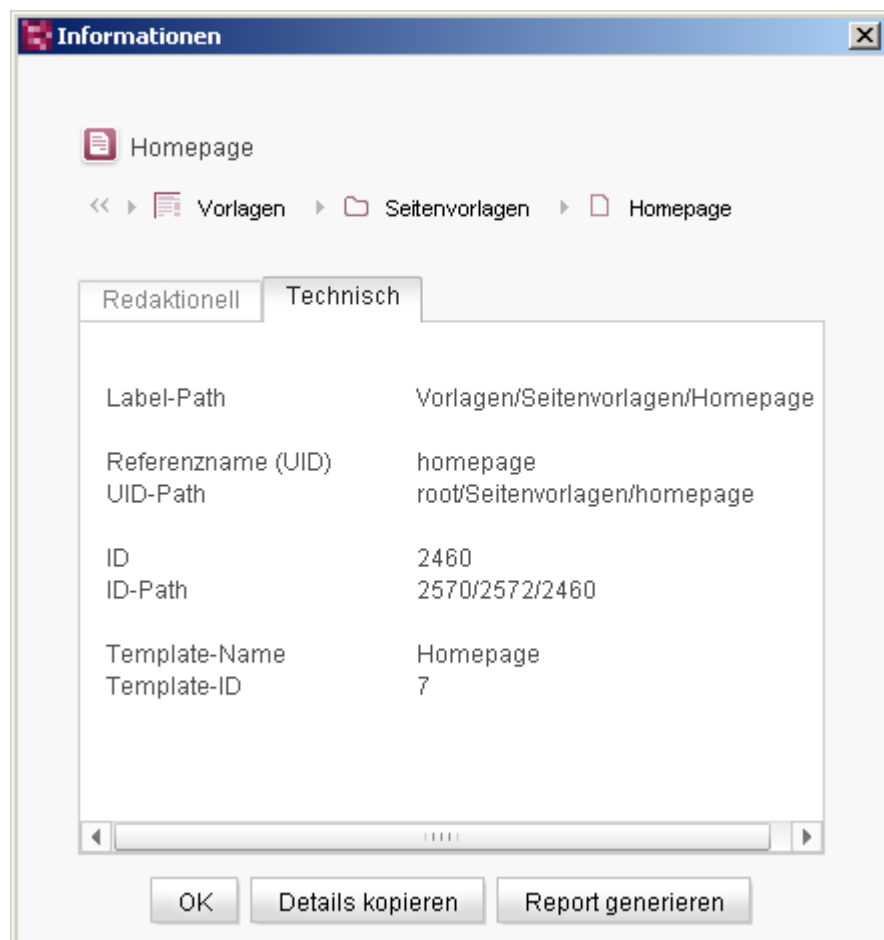 Informationen
Homepage
Vorlagen Seitenvorlagen Homepage
Redaktionell Technisch
Label-Path Vorlagen/Seitenvorlagen/Homepage
Referenzname (UID) homepage
UID-Path root/Seitenvorlagen/homepage
ID 2460
ID-Path 2570/2572/2460
Template-Name Homepage
Template-ID 7
OK Details kopieren Report generieren